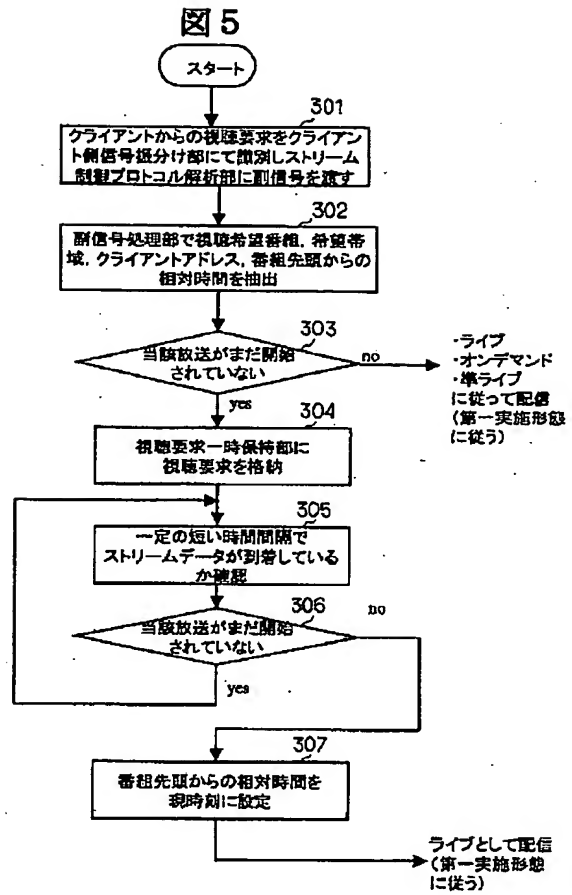 図5
スタート
301
クライアントからの視聴要求をクライアン
ト側信号振分け部にて識別しストリーム
制御プロトコル解析部に副信号を渡す
302
副信号処理部で視聴希望番組，希望帯
域，クライアントアドレス，番組先頭からの
相対時間を抽出
303
当該放送がまだ開始
されていない
no
yes
・ライブ
・オンデマンド
・準ライブ
に従って配信
(第一実施形態
に従う)
304
視聴要求一時保持部に
視聴要求を格納
305
一定の短い時間間隔で
ストリームデータが到着している
か確認
306
当該放送がまだ開始
されていない
no
yes
307
番組先頭からの相対時間を
現時刻に設定
ライブとして配信
(第一実施形態
に従う)